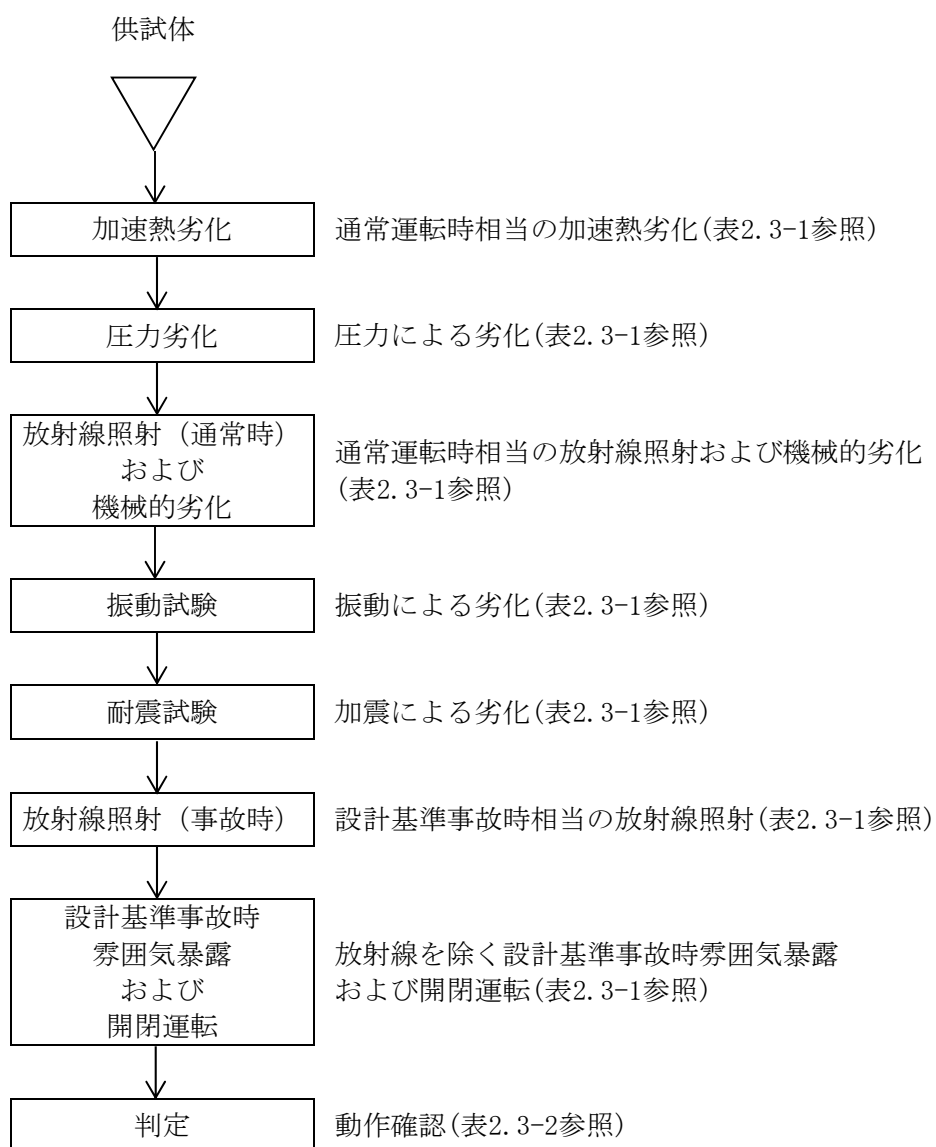 供試体
加速熱劣化
通常運転時相当の加速熱劣化(表2.3-1参照)
圧力劣化
圧力による劣化(表2.3-1参照)
放射線照射（通常時）
および
機械的劣化
通常運転時相当の放射線照射および機械的劣化
(表2.3-1参照)
振動試験
振動による劣化(表2.3-1参照)
耐震試験
加震による劣化(表2.3-1参照)
放射線照射（事故時）
設計基準事故時相当の放射線照射(表2.3-1参照)
設計基準事故時
雰囲気暴露
および
開閉運転
放射線を除く設計基準事故時雰囲気暴露
および開閉運転(表2.3-1参照)
判定
動作確認(表2.3-2参照)